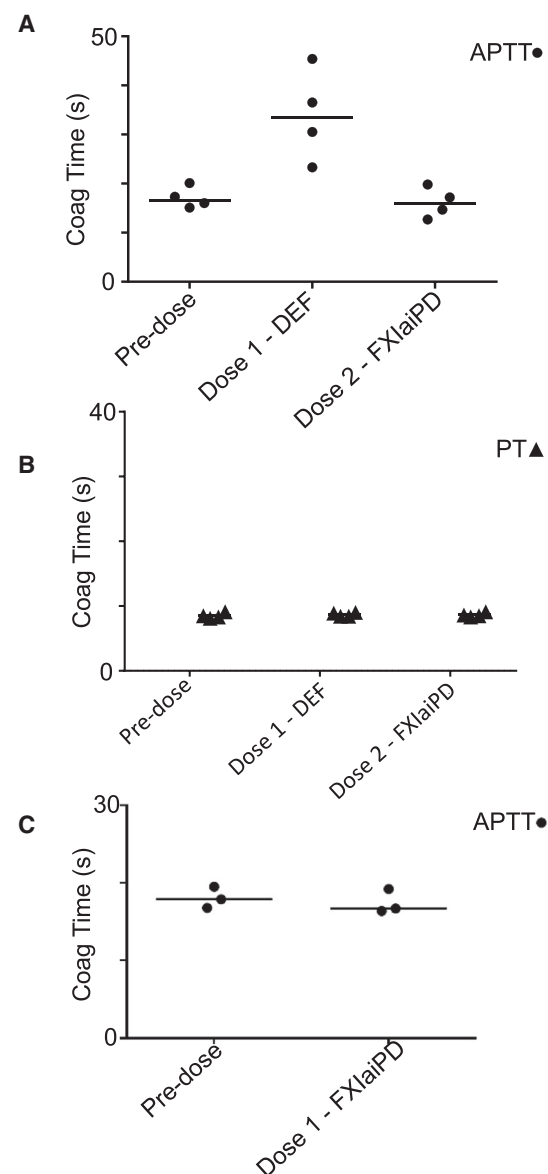 A
APTT
50
Coag Time (s)
0
Pre-dose
Dose 1 - DEF
Dose 2 - FXIaiPD
B
PT
40
Coag Time (s)
0
Pre-dose
Dose 1 - DEF
Dose 2 - FXIaiPD
C
APTT
30
Coag Time (s)
0
Pre-dose
Dose 1 - FXIaiPD